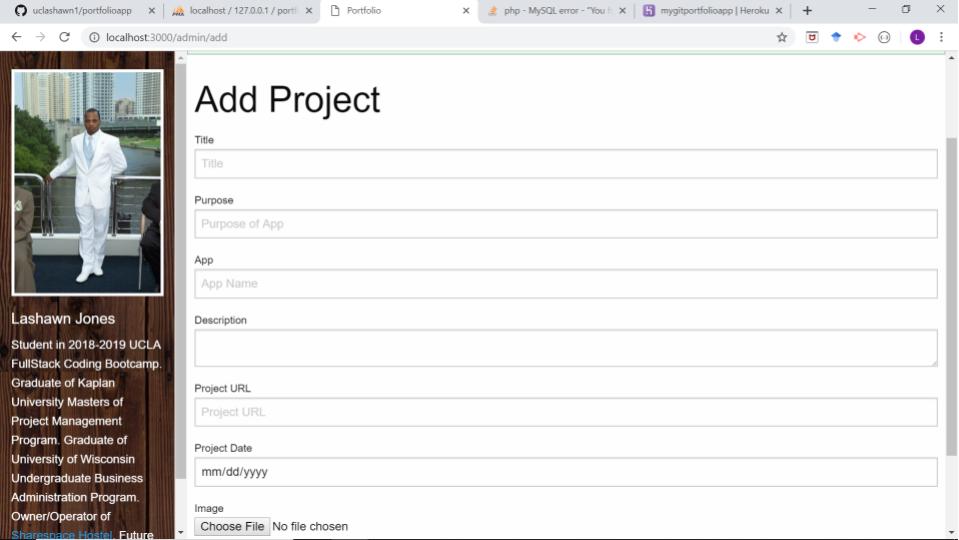 uclashawn1/portfolioapp
localhost / 127.0.0.1 / portf
Portfolio
php - MySQL error - "You h
mygitportfolioapp | Heroku
localhost:3000/admin/add
L
Lashawn Jones
Student in 2018-2019 UCLA
FullStack Coding Bootcamp.
Graduate of Kaplan
University Masters of
Project Management
Program. Graduate of
University of Wisconsin
Undergraduate Business
Administration Program.
Owner/Operator of
Sharespace Hostel. Future
Add Project
Title
Title
Purpose
Purpose of App
App
App Name
Description
Project URL
Project URL
Project Date
mm/dd/yyyy
Image
Choose File No file chosen